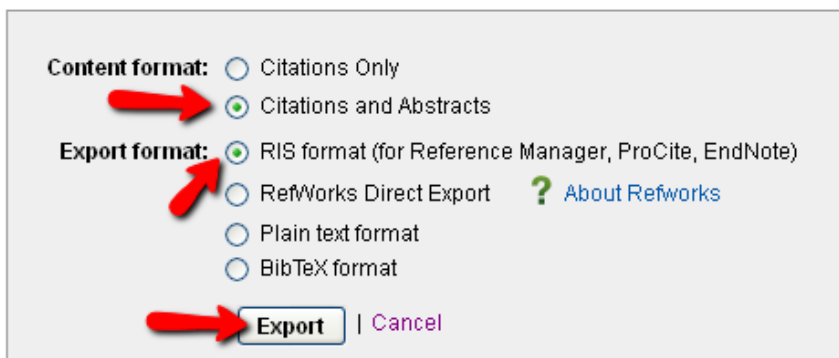 Content format: Citations Only
Citations and Abstracts
Export format: RIS format (for Reference Manager, ProCite, EndNote)
RefWorks Direct Export ? About Refworks
Plain text format
BibTeX format
Export | Cancel